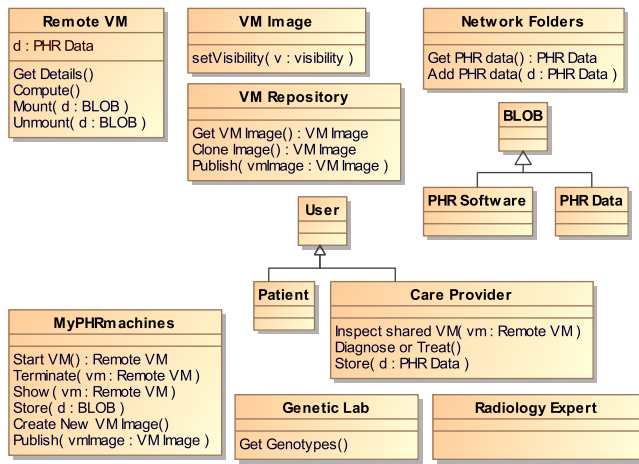 Remote VM
d : PHR Data
Get Details()
Compute()
Mount( d : BLOB )
Unmount( d : BLOB )
VM Image
setVisibility( v : visibility )
VM Repository
Get VM Image() : VM Image
Clone Image() : VM Image
Publish( vmImage : VM Image )
Network Folders
Get PHR data() : PHR Data
Add PHR data( d : PHR Data )
BLOB
PHR Software
PHR Data
User
Patient
Care Provider
Inspect shared VM( vm : Remote VM )
Diagnose or Treat()
Store( d : PHR Data )
MyPHRmachines
Start VM() : Remote VM
Terminate( vm : Remote VM )
Show ( vm : Remote VM )
Store( d : BLOB )
Create New VM Image()
Publish( vmImage : VM Image )
Genetic Lab
Get Genotypes()
Radiology Expert